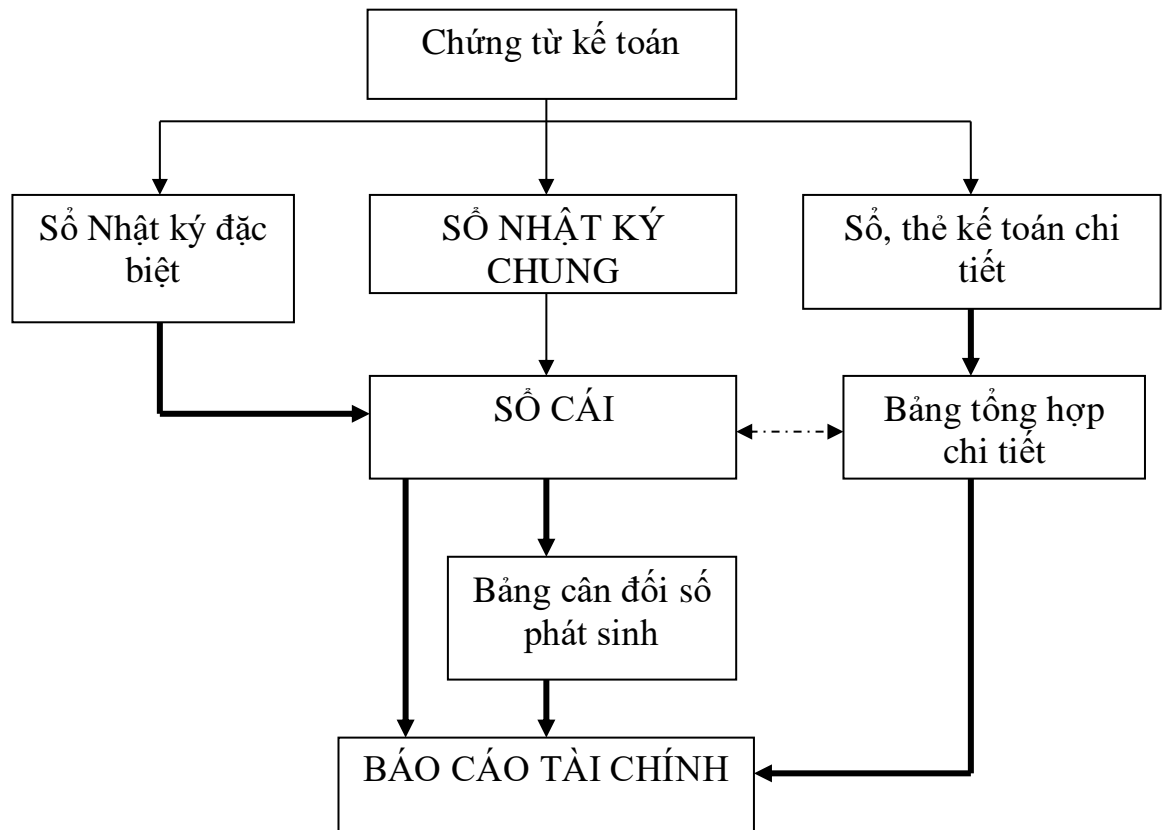 Chứng từ kế toán
Sổ Nhật ký đặc
biệt
SỔ NHẬT KÝ
CHUNG
Sổ, thẻ kế toán chi
tiết
SỔ CÁI
Bảng tổng hợp
chi tiết
Bảng cân đối số
phát sinh
BÁO CÁO TÀI CHÍNH